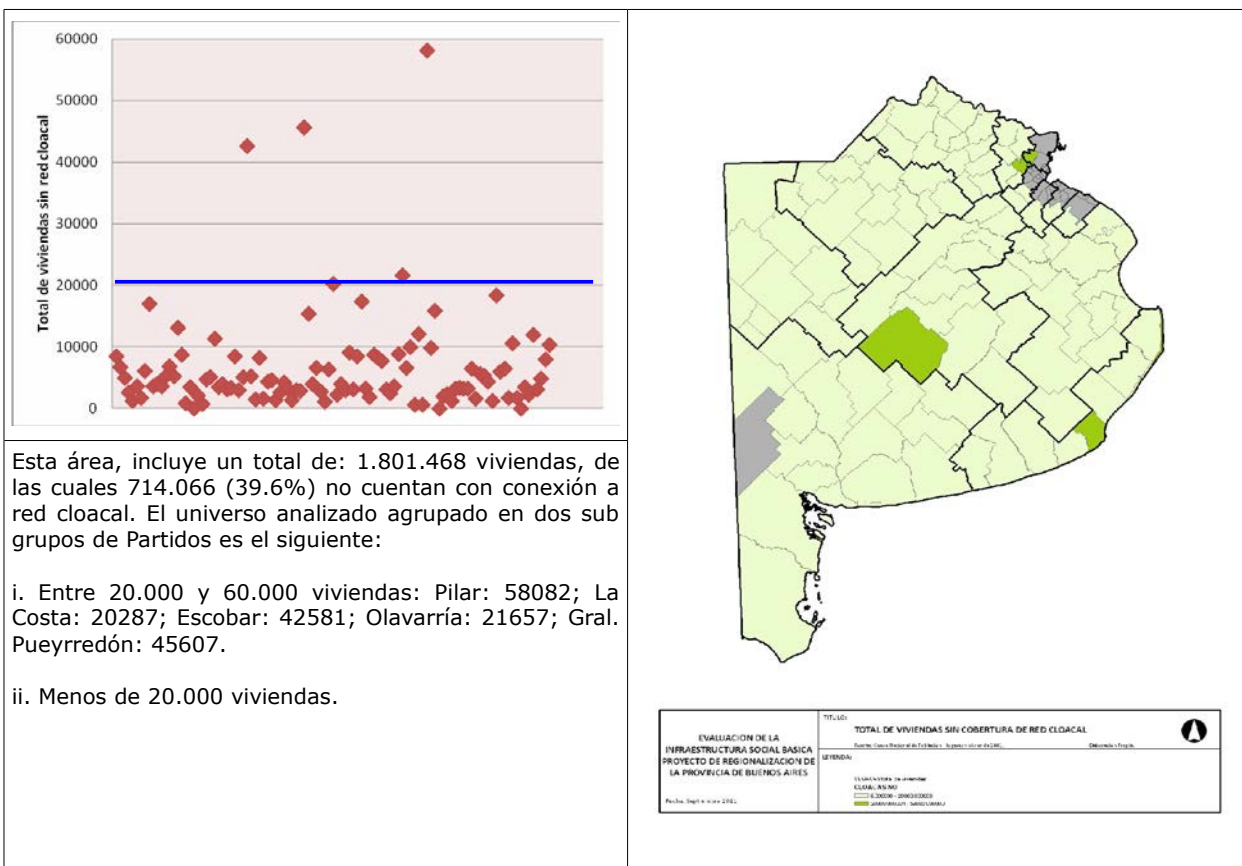 60000
50000
40000
30000
20000
10000
0
Total de viviendas sin red cloacal
Esta área, incluye un total de: 1.801.468 viviendas, de
las cuales 714.066 (39.6%) no cuentan con conexión a
red cloacal. El universo analizado agrupado en dos sub
grupos de Partidos es el siguiente:
i. Entre 20.000 y 60.000 viviendas: Pilar: 58082; La
Costa: 20287; Escobar: 42581; Olavarría: 21657; Gral.
Pueyrredón: 45607.
ii. Menos de 20.000 viviendas.
EVALUACION DE LA
INFRAESTRUCTURA SOCIAL BASICA
PROYECTO DE REGIONALIZACION DE
LA PROVINCIA DE BUENOS AIRES
TITULO:
TOTAL DE VIVIENDAS SIN COBERTURA DE RED CLOACAL
LEYENDA: